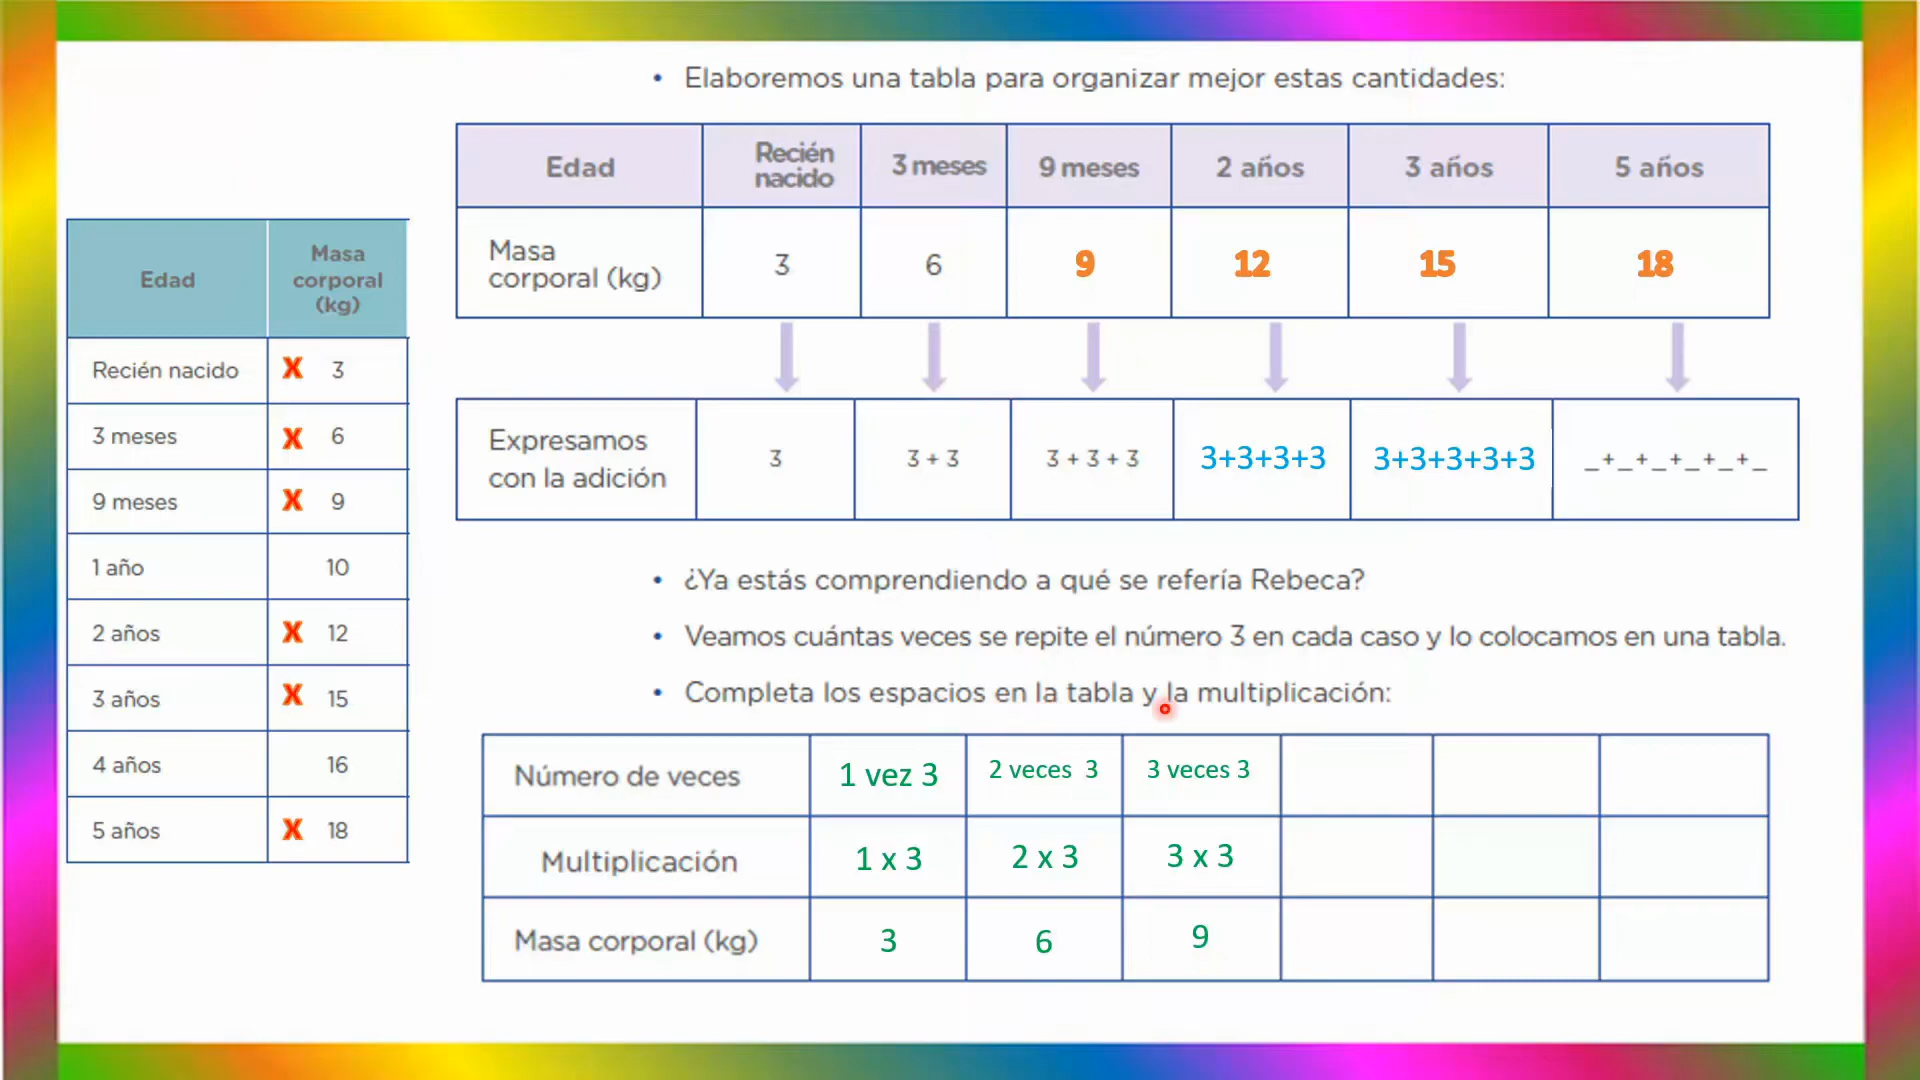 • Elaboremos una tabla para organizar mejor estas cantidades:
Edad
Recién nacido
3 meses
9 meses
2 años
3 años
5 años
Masa corporal (kg)
3
6
9
12
15
18
Expresamos con la adición
3
3 + 3
3 + 3 + 3
3+3+3+3
3+3+3+3+3
_+_+_+_+_+_
Edad
Masa corporal (kg)
Recién nacido
X 3
3 meses
X 6
9 meses
X 9
1 año
10
2 años
X 12
3 años
X 15
4 años
16
5 años
X 18
• ¿Ya estás comprendiendo a qué se refería Rebeca?
• Veamos cuántas veces se repite el número 3 en cada caso y lo colocamos en una tabla.
• Completa los espacios en la tabla y la multiplicación:
Número de veces
1 vez 3
2 veces 3
3 veces 3
Multiplicación
1 x 3
2 x 3
3 x 3
Masa corporal (kg)
3
6
9